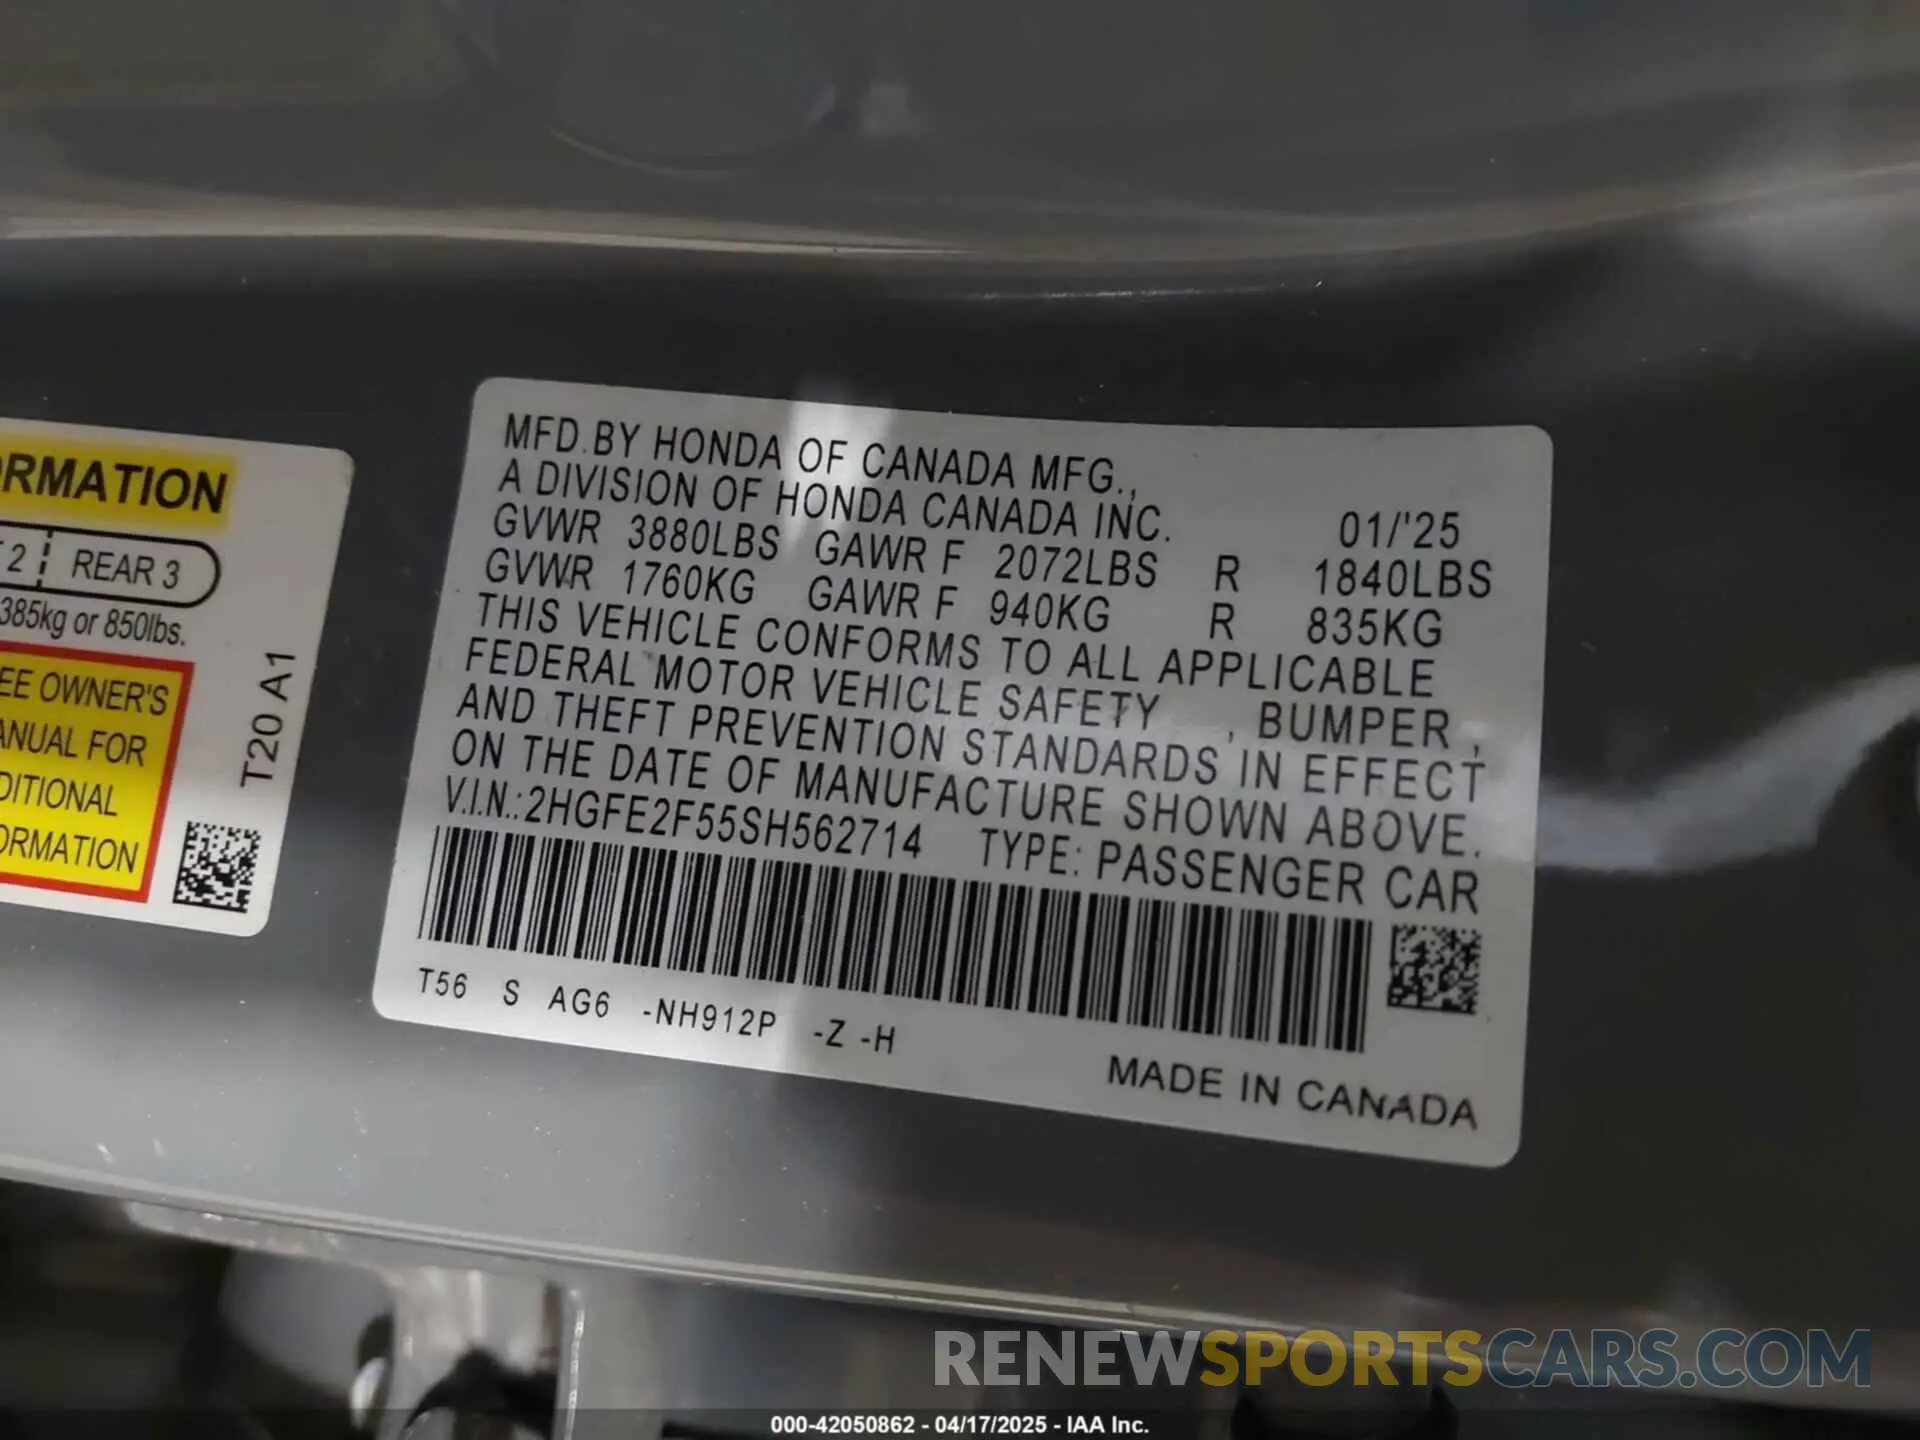 RMATION
2 REAR 3
385kg or 850lbs.
EE OWNER'S
ANUAL FOR
DITIONAL
ORMATION
T20 A1
MFD.BY HONDA OF CANADA MFG.,
A DIVISION OF HONDA CANADA INC. 01/'25
GVWR 3880LBS GAWR F 2072LBS R 1840LBS
GVWR 1760KG GAWR F 940KG R 835KG
THIS VEHICLE CONFORMS TO ALL APPLICABLE
FEDERAL MOTOR VEHICLE SAFETY , BUMPER ,
AND THEFT PREVENTION STANDARDS IN EFFECT
ON THE DATE OF MANUFACTURE SHOWN ABOVE.
V.I.N.:2HGFE2F55SH562714 TYPE: PASSENGER CAR
T56 S AG6 -NH912P -Z -H
MADE IN CANADA
RENEWSPORTSCARS.COM
000-42050862 - 04/17/2025 - IAA Inc.